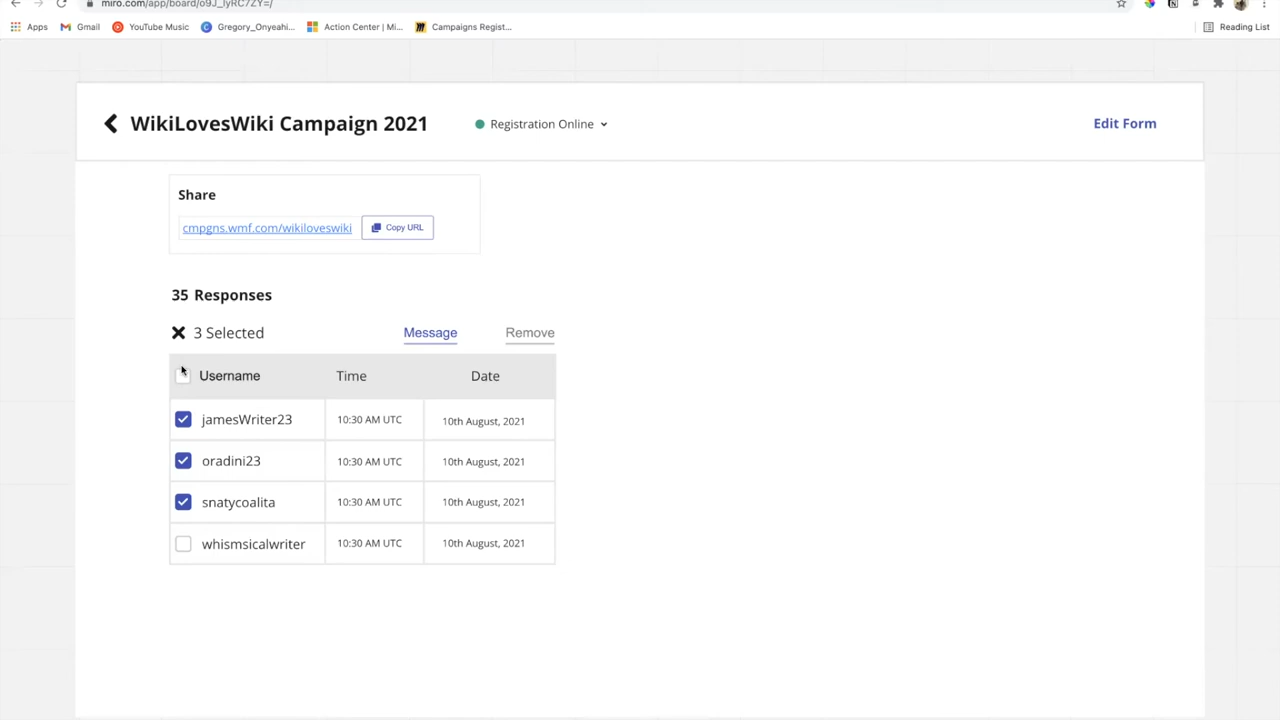 miro.com/app/board/o9J_lyRC7ZY=/
Apps Gmail YouTube Music Gregory_Onyeahi... Action Center | Mi... Campaigns Regist... Reading List
WikiLovesWiki Campaign 2021 Registration Online Edit Form
Share
cmpgns.wmf.com/wikiloveswiki Copy URL
35 Responses
3 Selected Message Remove
Username Time Date
jamesWriter23 10:30 AM UTC 10th August, 2021
oradini23 10:30 AM UTC 10th August, 2021
snatycoalita 10:30 AM UTC 10th August, 2021
whismsicalwriter 10:30 AM UTC 10th August, 2021